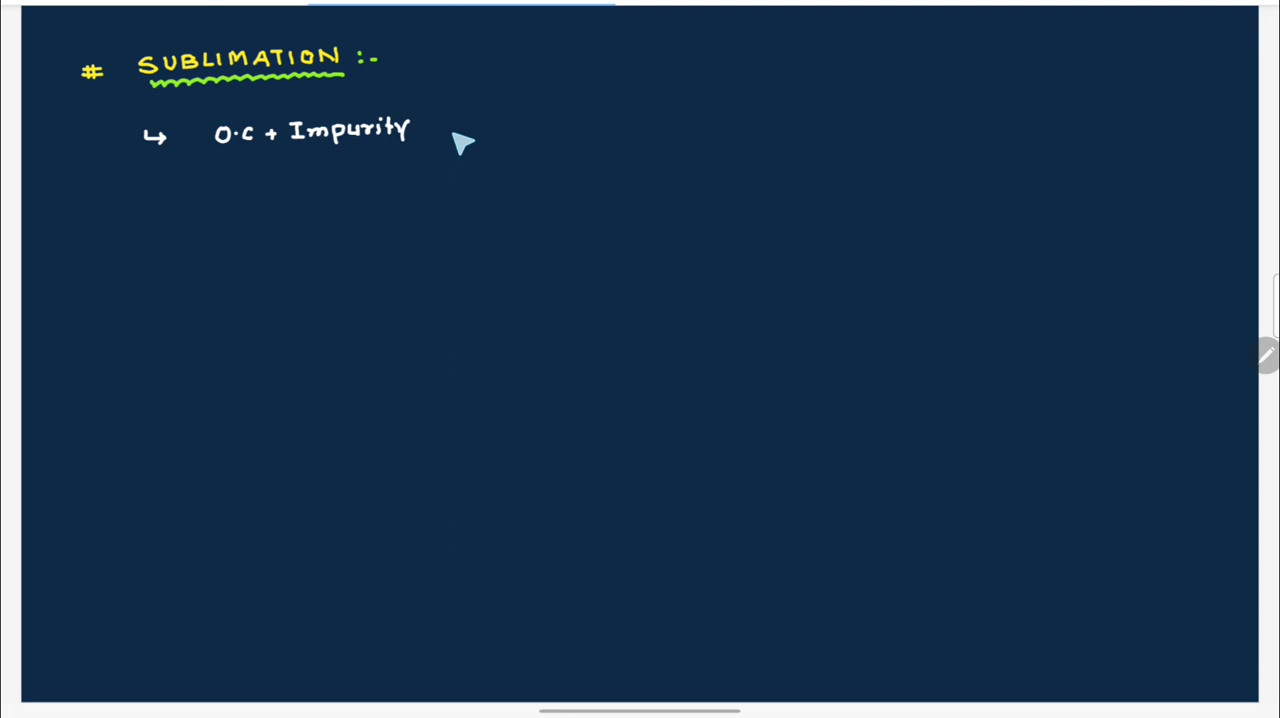 # SUBLIMATION :-
↳ O.C + Impurity